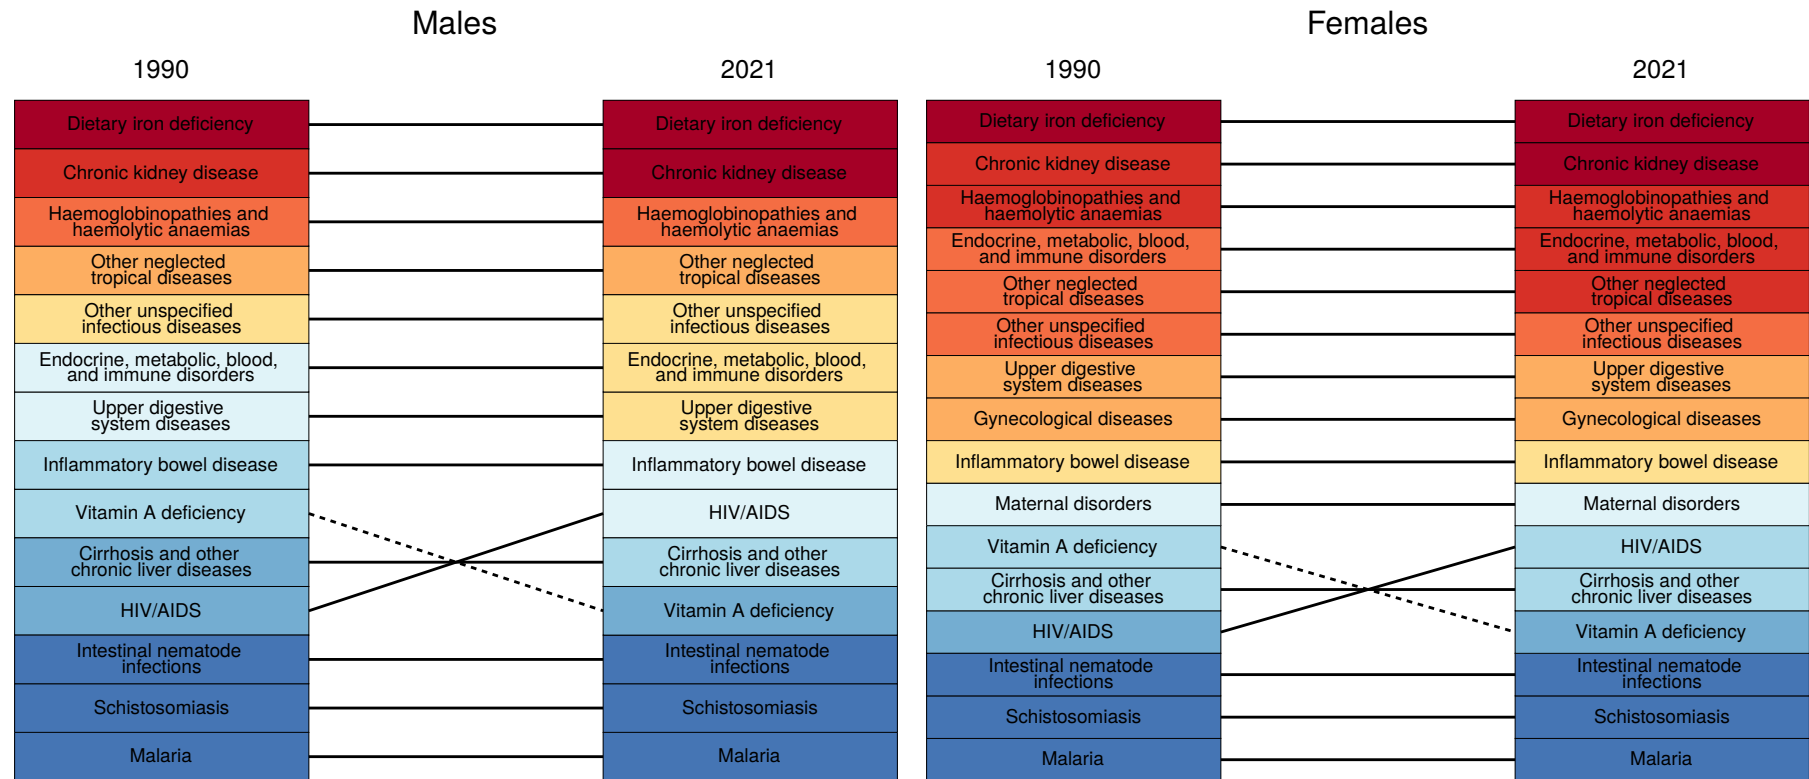 Males
1990
2021
Dietary iron deficiency
Chronic kidney disease
Haemoglobinopathies and
haemolytic anaemias
Other neglected
tropical diseases
Other unspecified
infectious diseases
Endocrine, metabolic, blood,
and immune disorders
Upper digestive
system diseases
Inflammatory bowel disease
Vitamin A deficiency
Cirrhosis and other
chronic liver diseases
HIV/AIDS
Intestinal nematode
infections
Schistosomiasis
Malaria
Dietary iron deficiency
Chronic kidney disease
Haemoglobinopathies and
haemolytic anaemias
Other neglected
tropical diseases
Other unspecified
infectious diseases
Endocrine, metabolic, blood,
and immune disorders
Upper digestive
system diseases
Inflammatory bowel disease
HIV/AIDS
Cirrhosis and other
chronic liver diseases
Vitamin A deficiency
Intestinal nematode
infections
Schistosomiasis
Malaria
Females
1990
2021
Dietary iron deficiency
Chronic kidney disease
Haemoglobinopathies and
haemolytic anaemias
Endocrine, metabolic, blood,
and immune disorders
Other neglected
tropical diseases
Other unspecified
infectious diseases
Upper digestive
system diseases
Gynecological diseases
Inflammatory bowel disease
Maternal disorders
Vitamin A deficiency
Cirrhosis and other
chronic liver diseases
HIV/AIDS
Intestinal nematode
infections
Schistosomiasis
Malaria
Dietary iron deficiency
Chronic kidney disease
Haemoglobinopathies and
haemolytic anaemias
Endocrine, metabolic, blood,
and immune disorders
Other neglected
tropical diseases
Other unspecified
infectious diseases
Upper digestive
system diseases
Gynecological diseases
Inflammatory bowel disease
Maternal disorders
HIV/AIDS
Cirrhosis and other
chronic liver diseases
Vitamin A deficiency
Intestinal nematode
infections
Schistosomiasis
Malaria